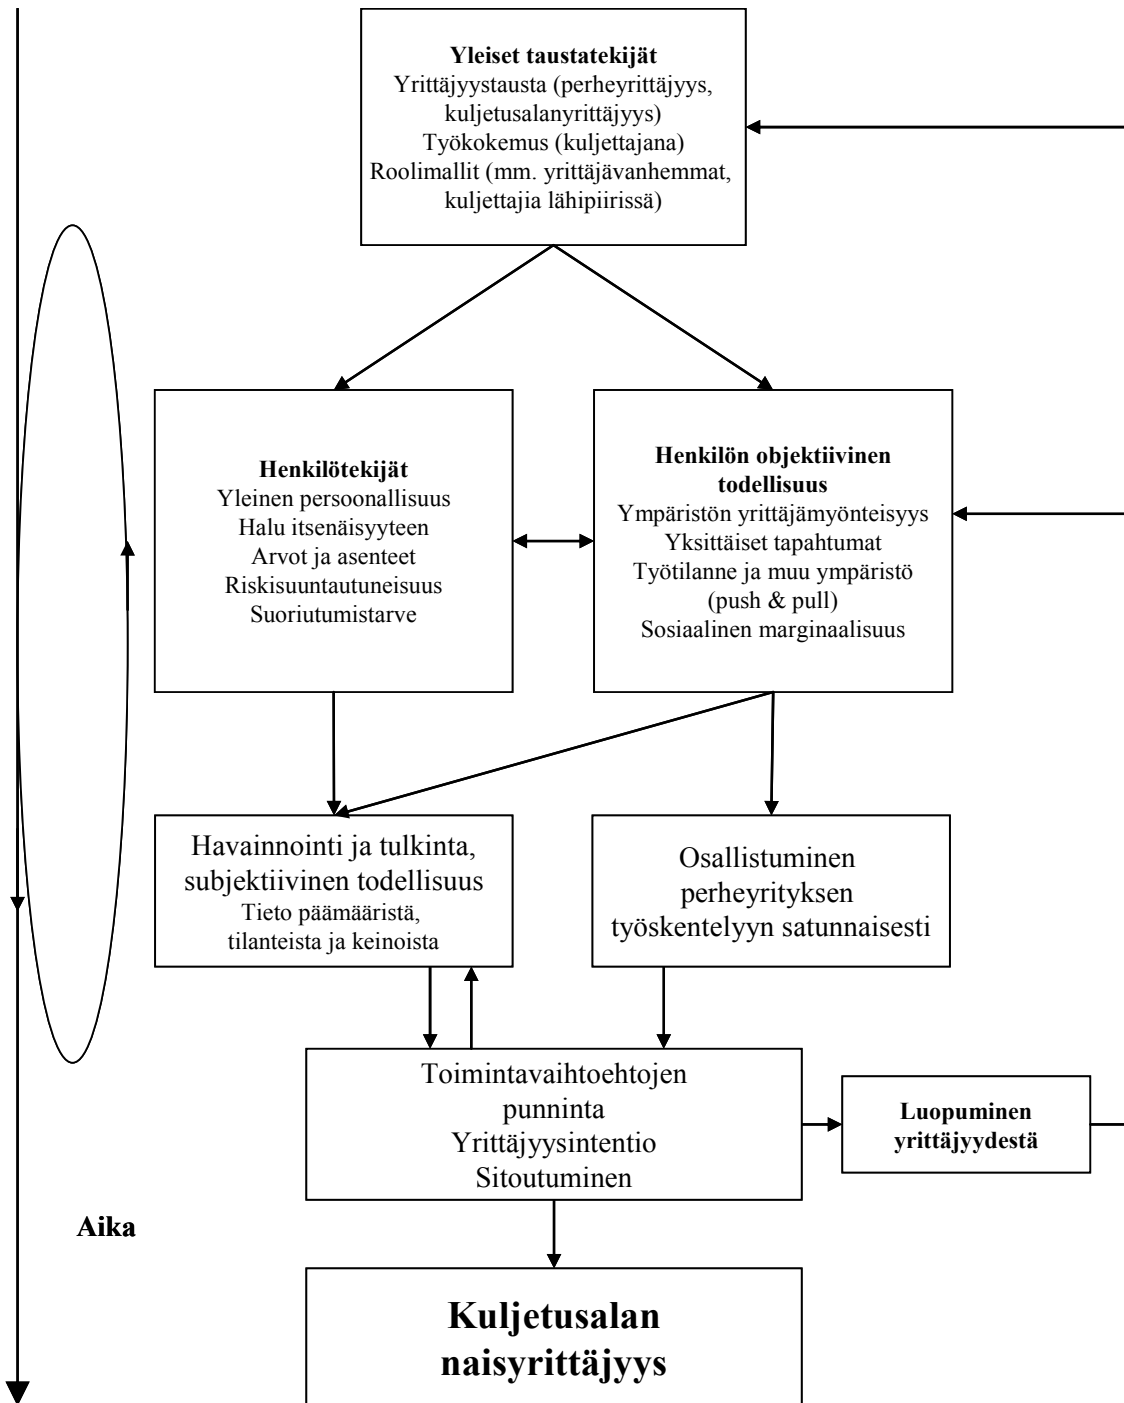 Yleiset taustatekijät
Yrittäjyystausta (perheyrittäjyys,
kuljetusalanyrittäjyys)
Työkokemus (kuljettajana)
Roolimallit (mm. yrittäjävanhemmat,
kuljettajia lähipiirissä)
Henkilötekijät
Yleinen persoonallisuus
Halu itsenäisyyteen
Arvot ja asenteet
Riskisuuntautuneisuus
Suoriutumistarve
Henkilön objektiivinen
todellisuus
Ympäristön yrittäjämyönteisyys
Yksittäiset tapahtumat
Työtilanne ja muu ympäristö
(push & pull)
Sosiaalinen marginaalisuus
Havainnointi ja tulkinta,
subjektiivinen todellisuus
Tieto päämääristä,
tilanteista ja keinoista
Osallistuminen
perheyrityksen
työskentelyyn satunnaisesti
Toimintavaihtoehtojen
punninta
Yrittäjyysintentio
Sitoutuminen
Luopuminen
yrittäjyydestä
Aika
Kuljetusalan
naisyrittäjyys